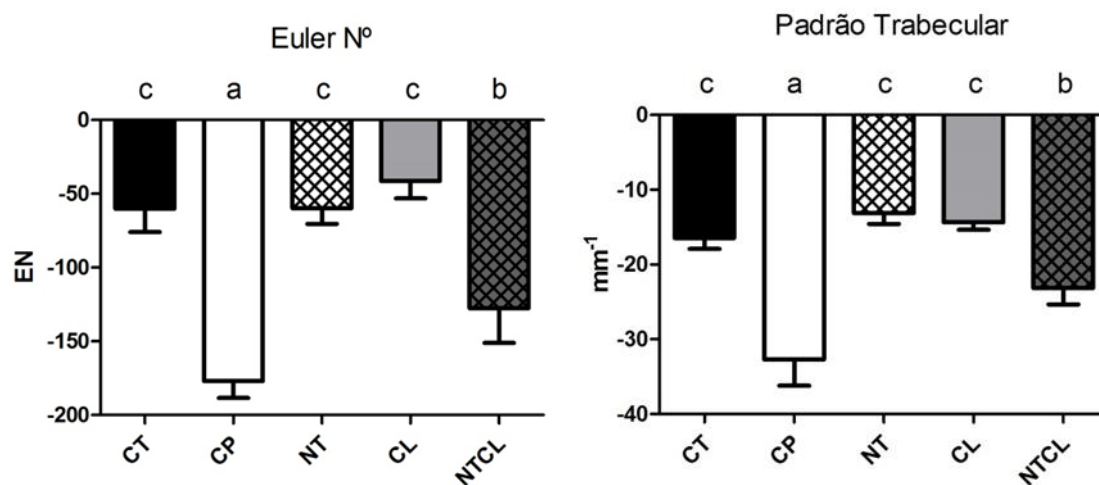 Euler Nº
c a c c b
0
-50
-100
-150
-200
EN
CT CP NT CL NTCL
Padrão Trabecular
c a c c b
0
-10
-20
-30
-40
mm⁻¹
CT CP NT CL NTCL